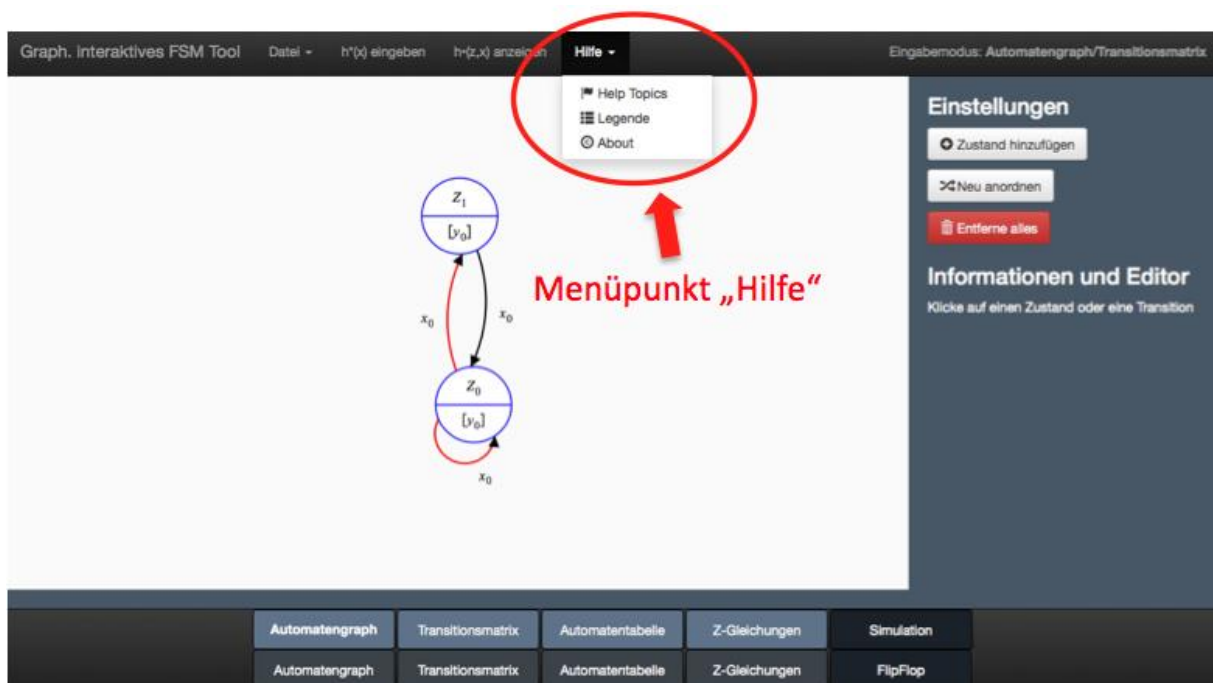 Graph. interaktives FSM Tool Datei h*(x) eingeben h*(z,x) anzeigen Hilfe Eingabemodus: Automatengraph/Transitionsmatrix
Help Topics
Legende
About
Einstellungen
Zustand hinzufügen
Neu anordnen
Entferne alles
Informationen und Editor
Klicke auf einen Zustand oder eine Transition
Z₁
[y₀]
Menüpunkt „Hilfe“
x₀ x₀
Z₀
[y₀]
x₀
Automatengraph Transitionsmatrix Automatentabelle Z-Gleichungen Simulation
Automatengraph Transitionsmatrix Automatentabelle Z-Gleichungen FlipFlop